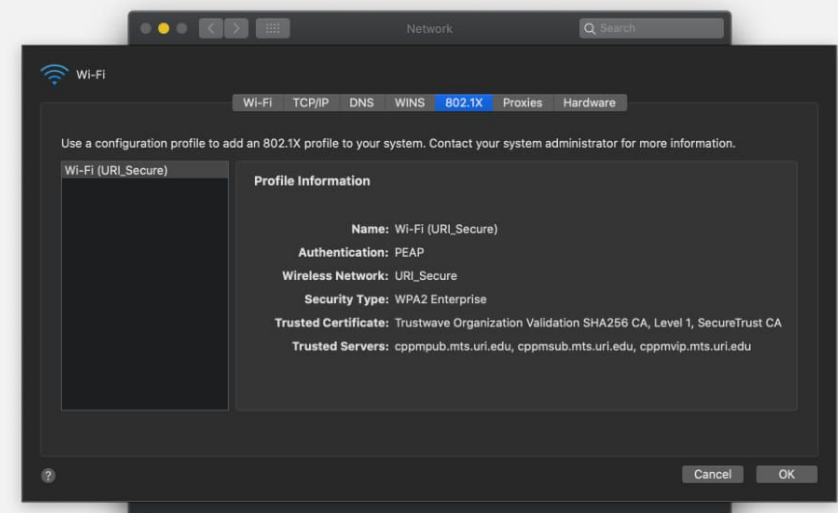 Network
Search
Wi-Fi
Wi-Fi TCP/IP DNS WINS 802.1X Proxies Hardware
Use a configuration profile to add an 802.1X profile to your system. Contact your system administrator for more information.
Wi-Fi (URI_Secure)
Profile Information
Name: Wi-Fi (URI_Secure)
Authentication: PEAP
Wireless Network: URI_Secure
Security Type: WPA2 Enterprise
Trusted Certificate: Trustwave Organization Validation SHA256 CA, Level 1, SecureTrust CA
Trusted Servers: cppmpub.mts.uri.edu, cppmsub.mts.uri.edu, cppmvip.mts.uri.edu
?
Cancel OK